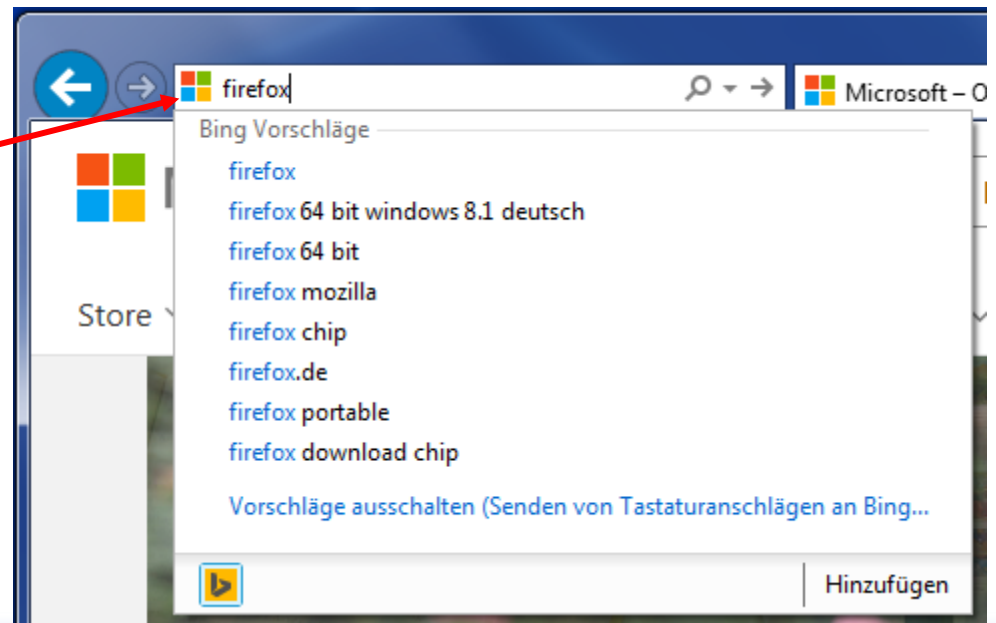 firefox
Microsoft – O
Bing Vorschläge
firefox
firefox 64 bit windows 8.1 deutsch
firefox 64 bit
firefox mozilla
firefox chip
Store
firefox.de
firefox portable
firefox download chip
Vorschläge ausschalten (Senden von Tastaturanschlägen an Bing...
Hinzufügen